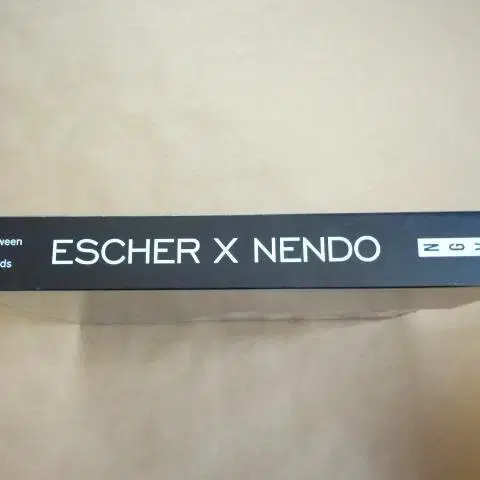 ween
ds
ESCHER X NENDO
N G V